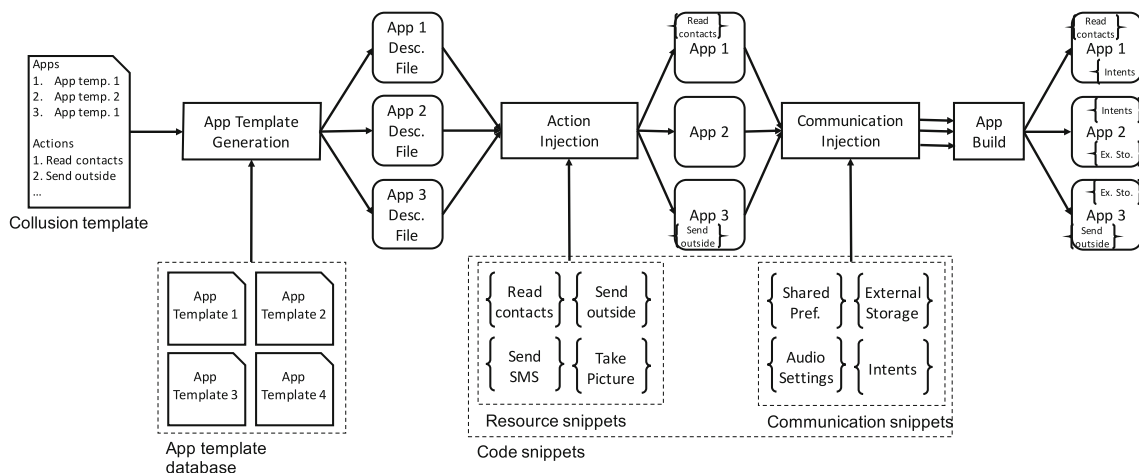 Apps
1. App temp. 1
2. App temp. 2
3. App temp. 1
Actions
1. Read contacts
2. Send outside
...
Collusion template
App Template
Generation
App 1
Desc.
File
App 2
Desc.
File
App 3
Desc.
File
Action
Injection
Read
contacts
App 1
App 2
App 3
Send
outside
Communication
Injection
App
Build
Read
contacts
App 1
Intents
Intents
App 2
Ex. Sto.
Ex. Sto.
App 3
Send
outside
App
Template 1
App
Template 2
App
Template 3
App
Template 4
App template
database
Read
contacts
Send
outside
Send
SMS
Take
Picture
Resource snippets
Code snippets
Shared
Pref.
External
Storage
Audio
Settings
Intents
Communication snippets